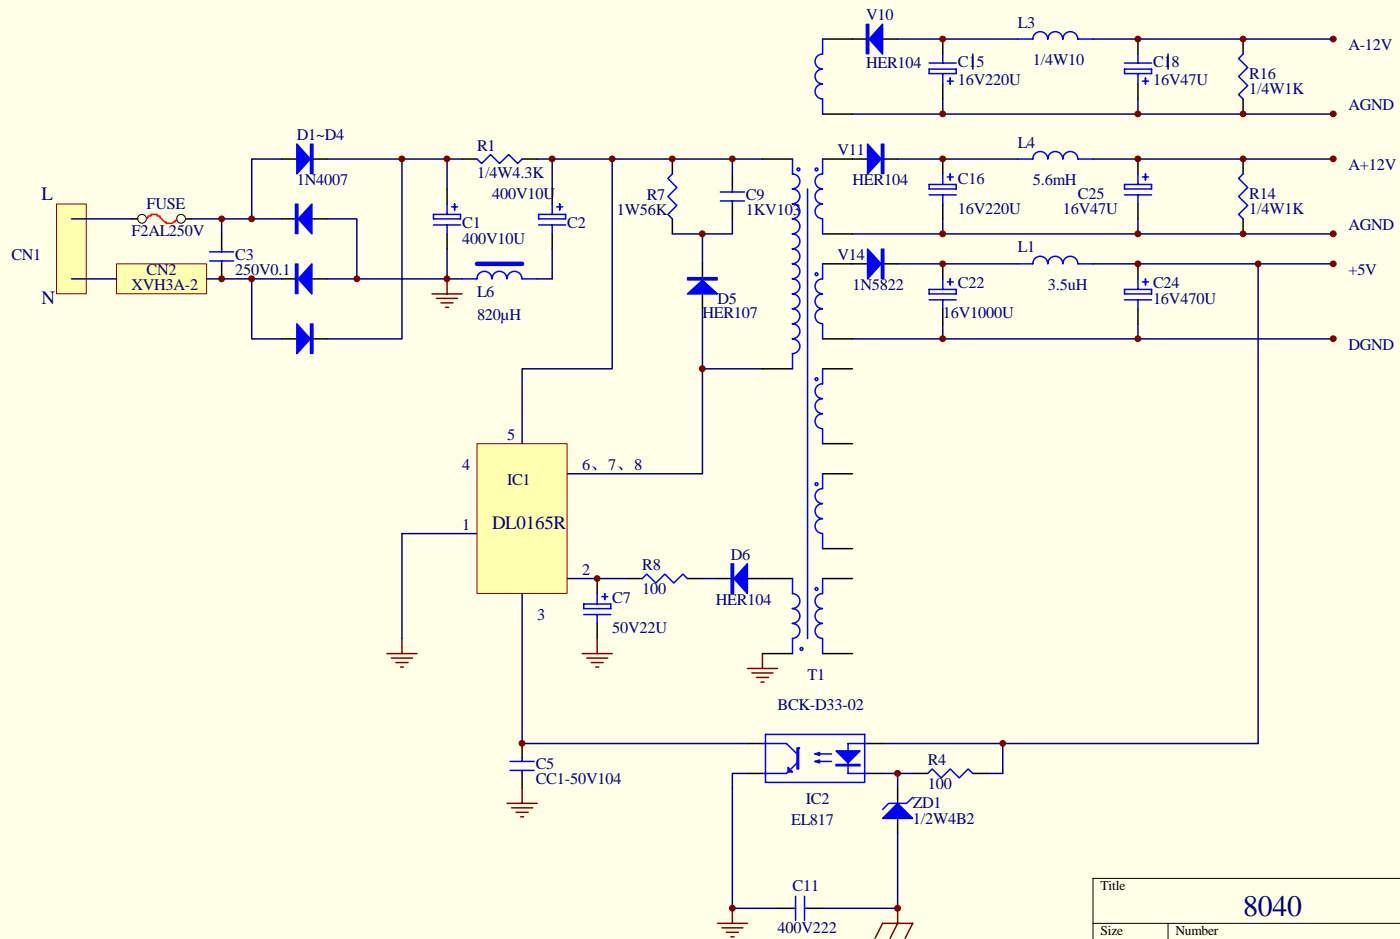 V10
HER104
C15
16V220U
L3
1/4W10
C18
16V47U
R16
1/4W1K
A-12V
AGND
D1~D4
1N4007
R1
1/4W4.3K
400V10U
C1
400V10U
C2
L6
820μH
R7
1W56K
C9
1KV103
D5
HER107
V11
HER104
C16
16V220U
L4
5.6mH
C25
16V47U
R14
1/4W1K
A+12V
AGND
V14
1N5822
C22
16V1000U
L1
3.5uH
C24
16V470U
+5V
DGND
L
CN1
N
FUSE
F2AL250V
C3
250V0.1
CN2
XVH3A-2
5
4
IC1
DL0165R
6、7、8
1
2
3
R8
100
D6
HER104
C7
50V22U
T1
BCK-D33-02
C5
CC1-50V104
IC2
EL817
R4
100
ZD1
1/2W4B2
C11
400V222
Title
8040
Size
Number